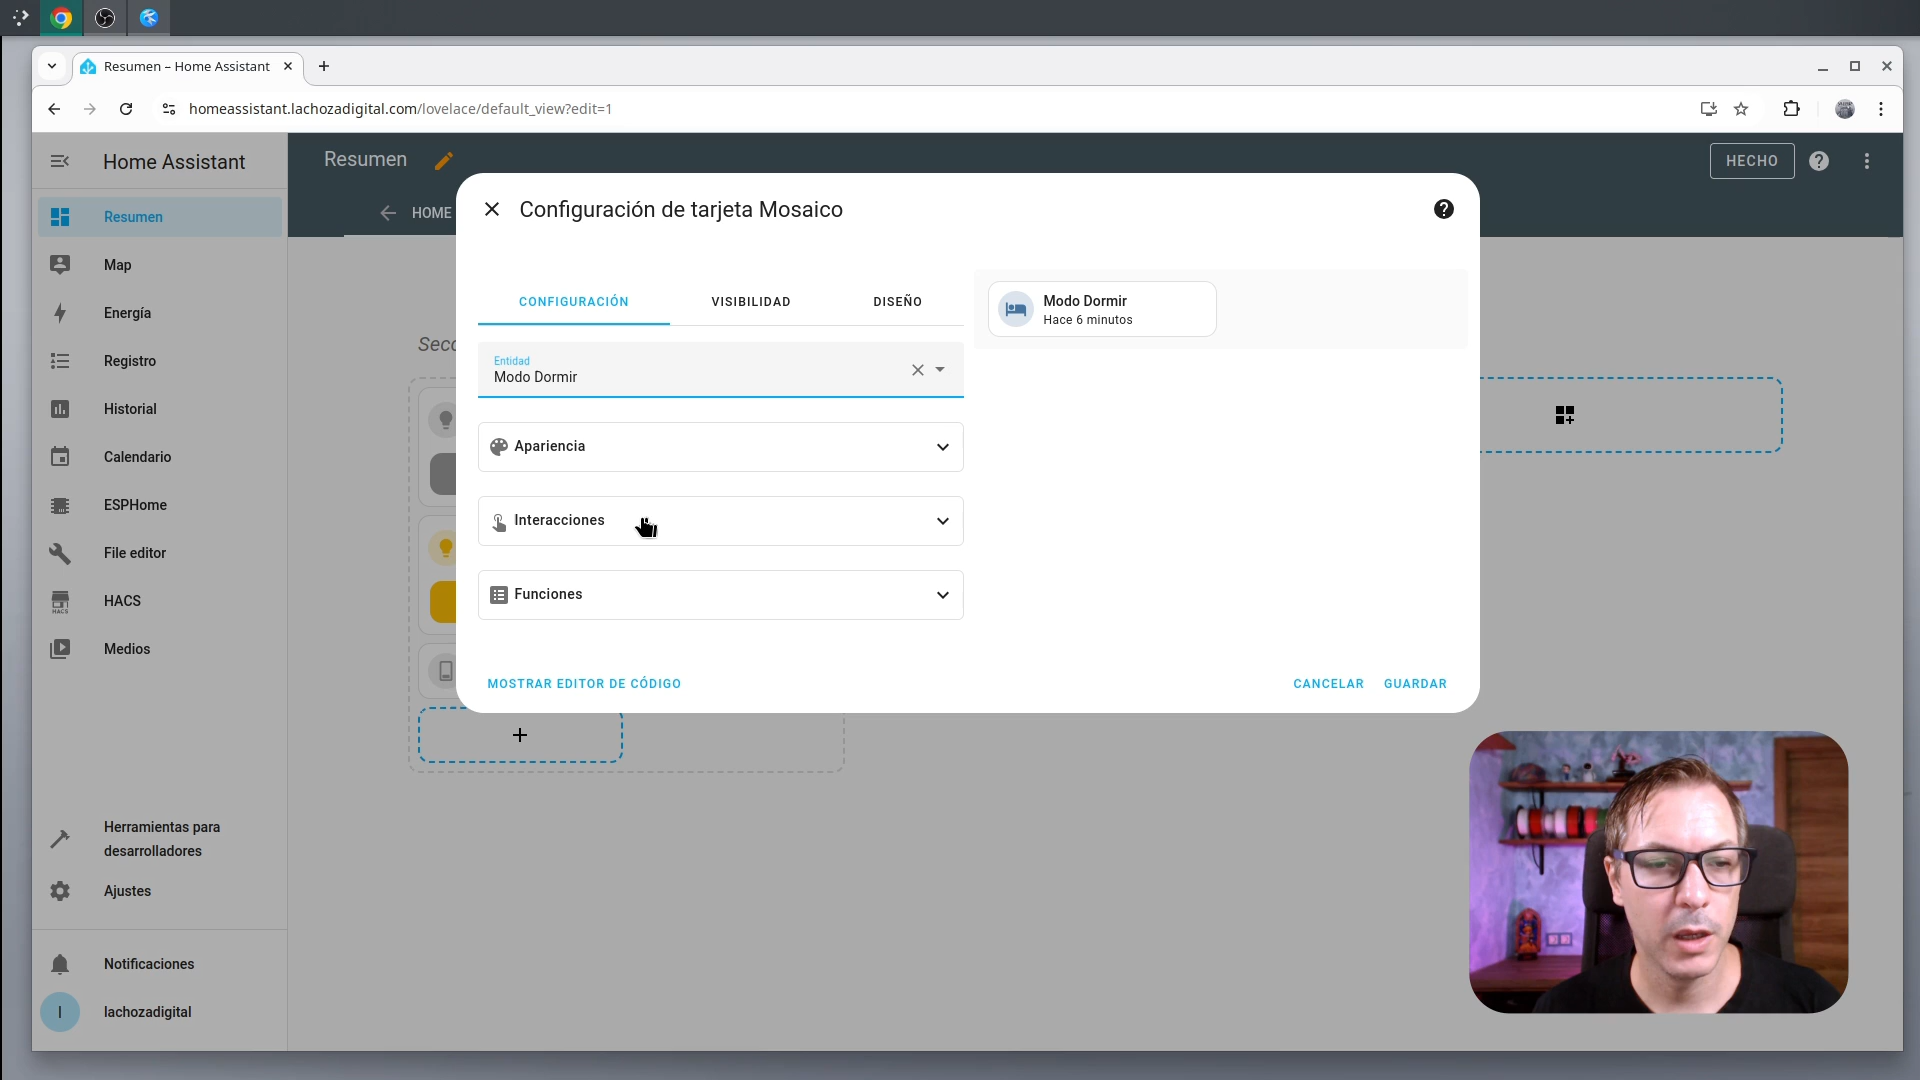 Resumen – Home Assistant
homeassistant.lachozadigital.com/lovelace/default_view?edit=1
Home Assistant
Resumen
HECHO
HOME
Resumen
Map
Energía
Registro
Historial
Calendario
ESPHome
File editor
HACS
HACS
Medios
Herramientas para
desarrolladores
Ajustes
Notificaciones
l
lachozadigital
Secc
Configuración de tarjeta Mosaico
CONFIGURACIÓN
VISIBILIDAD
DISEÑO
Entidad
Modo Dormir
Apariencia
Interacciones
Funciones
Modo Dormir
Hace 6 minutos
MOSTRAR EDITOR DE CÓDIGO
CANCELAR
GUARDAR